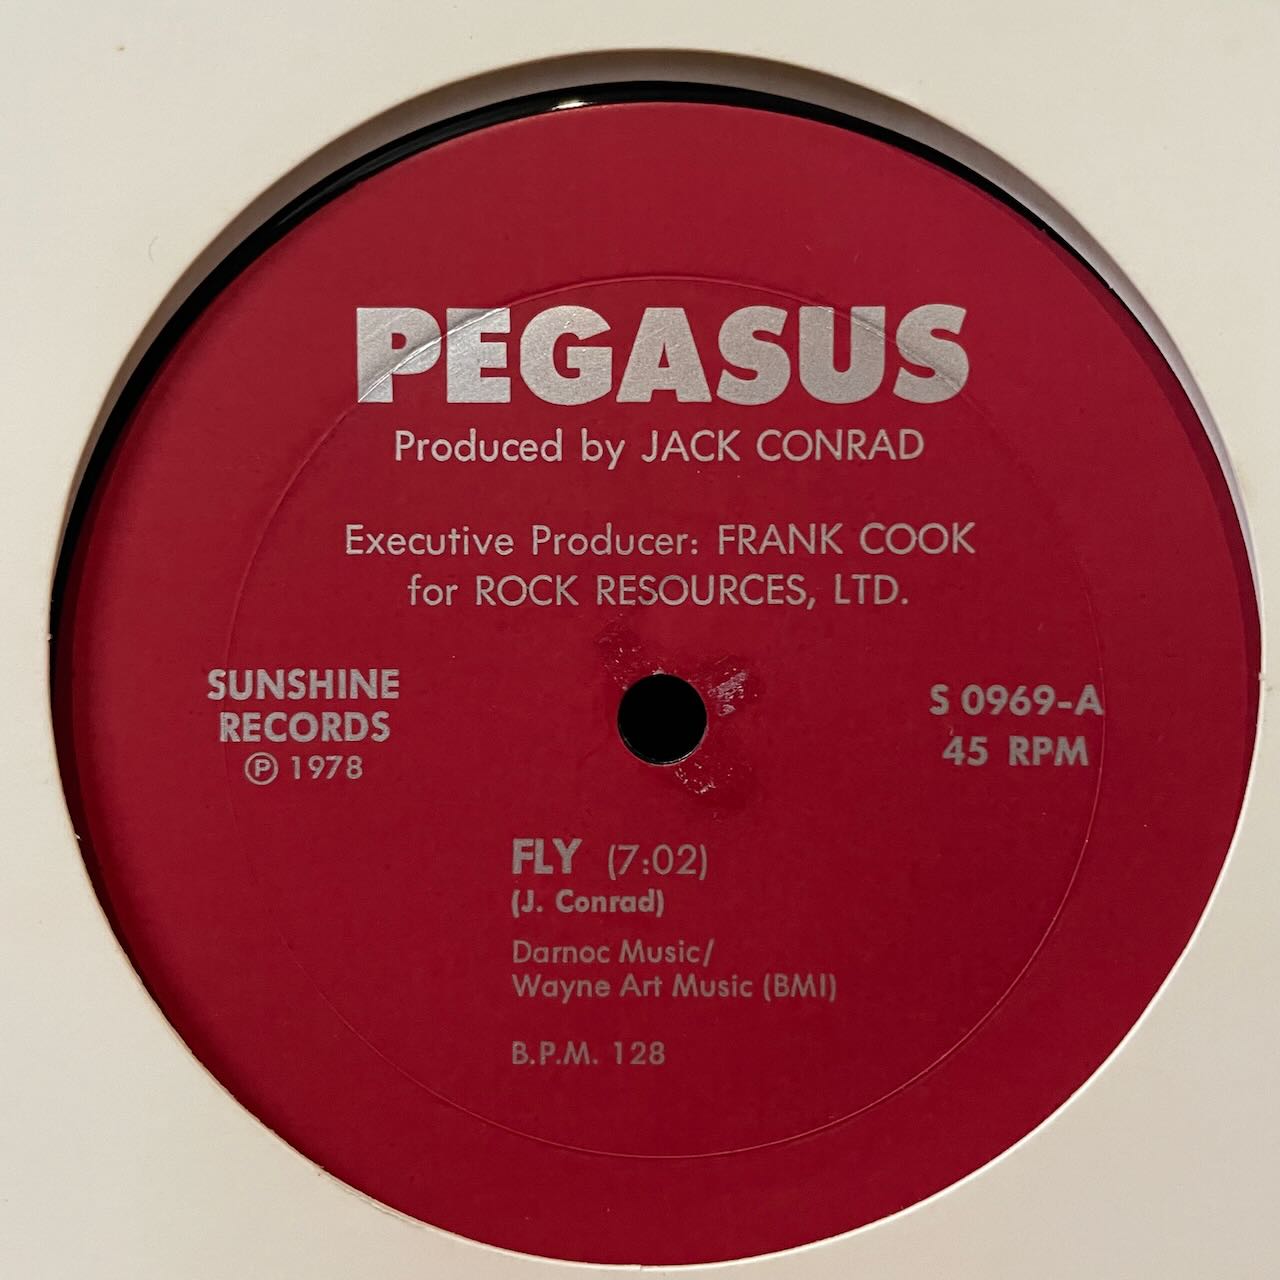 PEGASUS
Produced by JACK CONRAD
Executive Producer: FRANK COOK
for ROCK RESOURCES, LTD.
SUNSHINE
RECORDS
℗ 1978
S 0969-A
45 RPM
FLY (7:02)
(J. Conrad)
Darnoc Music/
Wayne Art Music (BMI)
B.P.M. 128